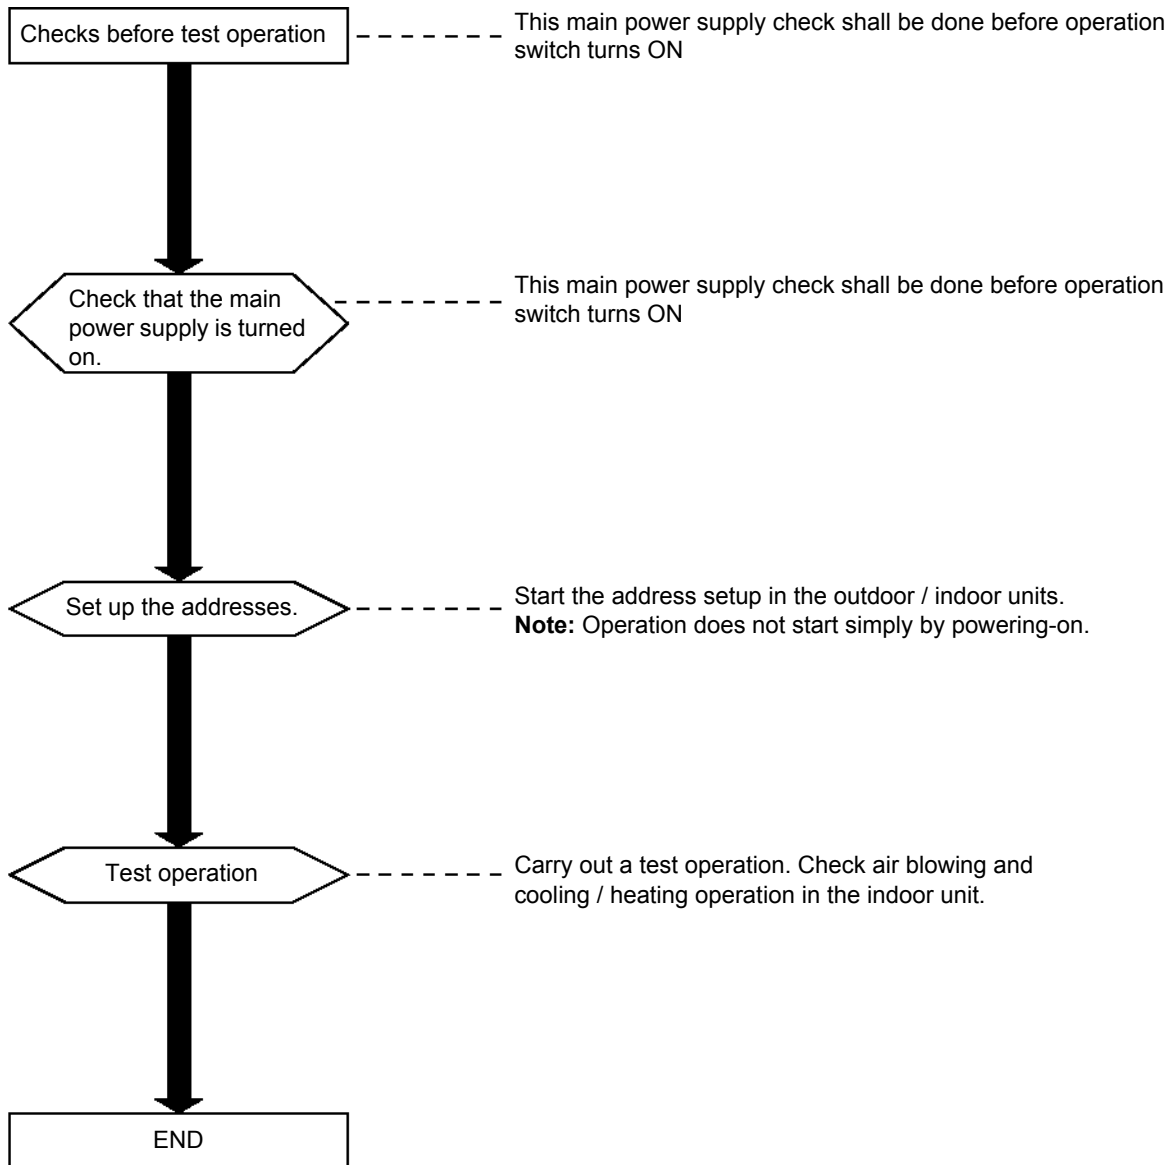 Checks before test operation
This main power supply check shall be done before operation
switch turns ON
Check that the main
power supply is turned
on.
This main power supply check shall be done before operation
switch turns ON
Set up the addresses.
Start the address setup in the outdoor / indoor units.
Note: Operation does not start simply by powering-on.
Test operation
Carry out a test operation. Check air blowing and
cooling / heating operation in the indoor unit.
END